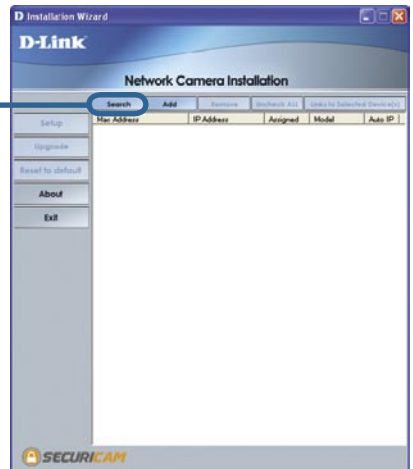 D Installation Wizard
D-Link
Network Camera Installation
Search Add Remove Uncheck ALL Links to Selected Device(s)
Mac Address IP Address Assigned Model Auto IP
Setup
Upgrade
Reset to default
About
Exit
SECURICAM